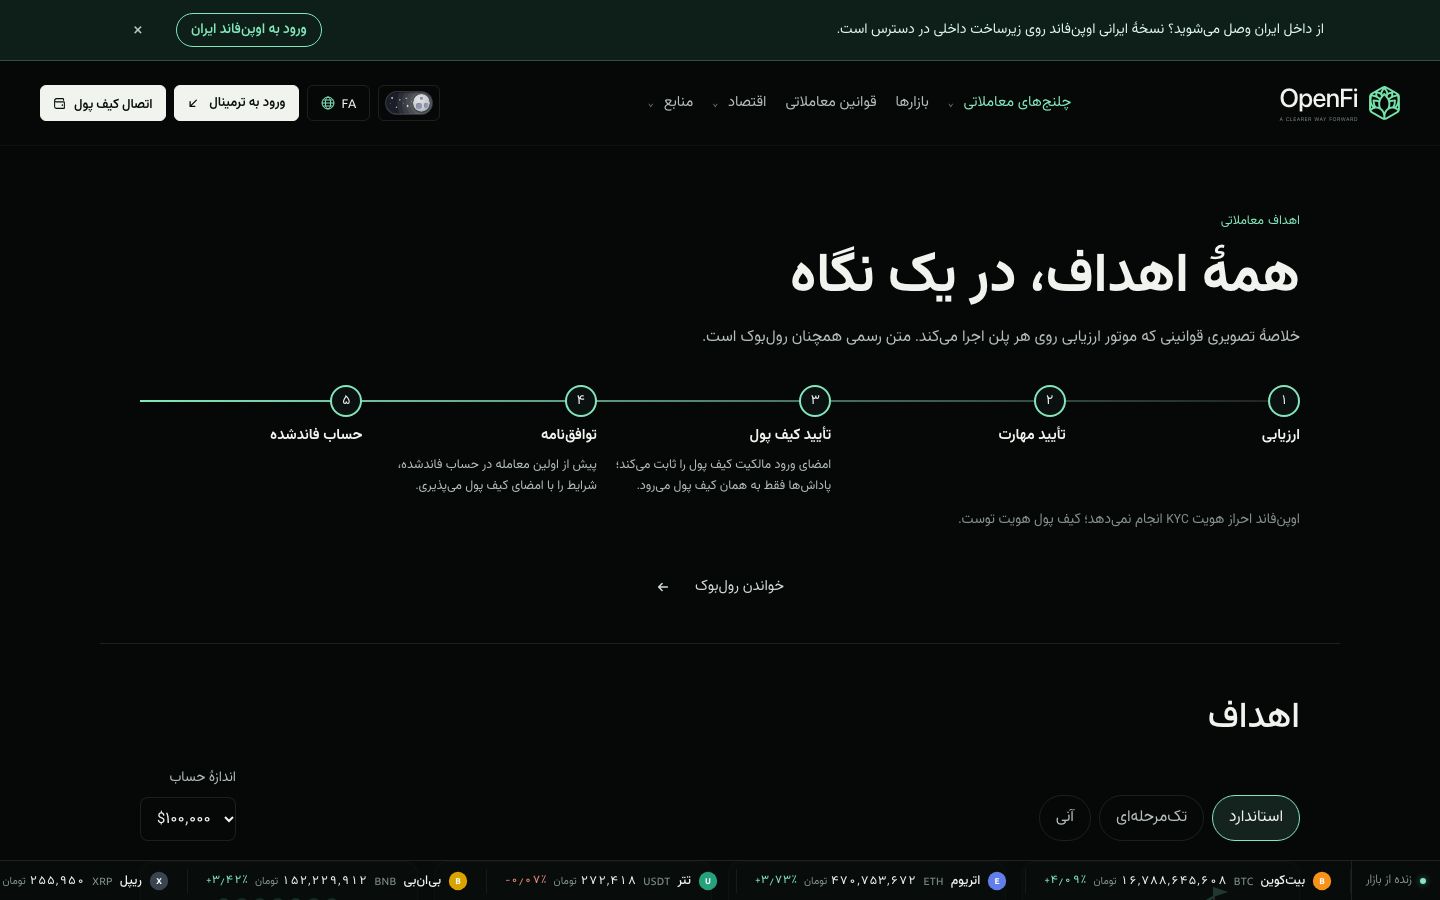 از داخل ایران وصل می‌شوید؟ نسخهٔ ایرانی اوپن‌فاند روی زیرساخت داخلی در دسترس است.
ورود به اوپن‌فاند ایران
×
OpenFi
A CLEARER WAY FORWARD
چلنج‌های معاملاتی
بازارها
قوانین معاملاتی
اقتصاد
منابع
FA
ورود به ترمینال
اتصال کیف پول
اهداف معاملاتی
همهٔ اهداف، در یک نگاه
خلاصهٔ تصویری قوانینی که موتور ارزیابی روی هر پلن اجرا می‌کند. متن رسمی همچنان رول‌بوک است.
۱
۲
۳
۴
۵
ارزیابی
تأیید مهارت
تأیید کیف پول
توافق‌نامه
حساب فاندشده
امضای ورود مالکیت کیف پول را ثابت می‌کند؛
پاداش‌ها فقط به همان کیف پول می‌رود.
پیش از اولین معامله در حساب فاندشده،
شرایط را با امضای کیف پول می‌پذیری.
اوپن‌فاند احراز هویت KYC انجام نمی‌دهد؛ کیف پول هویت توست.
خواندن رول‌بوک ←
اهداف
اندازهٔ حساب
استاندارد
تک‌مرحله‌ای
آنی
$۱۰۰,۰۰۰
زنده از بازار
B بیت‌کوین BTC ۱۶,۷۸۸,۶۴۵,۶۰۸ تومان +۴٫۰۹٪
E اتریوم ETH ۴۷۰,۷۵۳,۶۷۲ تومان +۳٫۷۳٪
U تتر USDT ۲۷۲,۴۱۸ تومان -۰٫۰۷٪
B بی‌ان‌بی BNB ۱۵۲,۲۲۹,۹۱۲ تومان +۳٫۴۲٪
X ریپل XRP ۲۵۵,۹۵۰ تومان